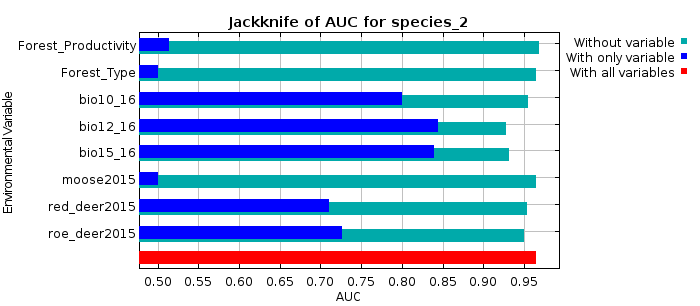 Jackknife of AUC for species_2
Forest_Productivity
Forest_Type
bio10_16
bio12_16
bio15_16
moose2015
red_deer2015
roe_deer2015
Environmental Variable
Without variable
With only variable
With all variables
0.50 0.55 0.60 0.65 0.70 0.75 0.80 0.85 0.90 0.95
AUC